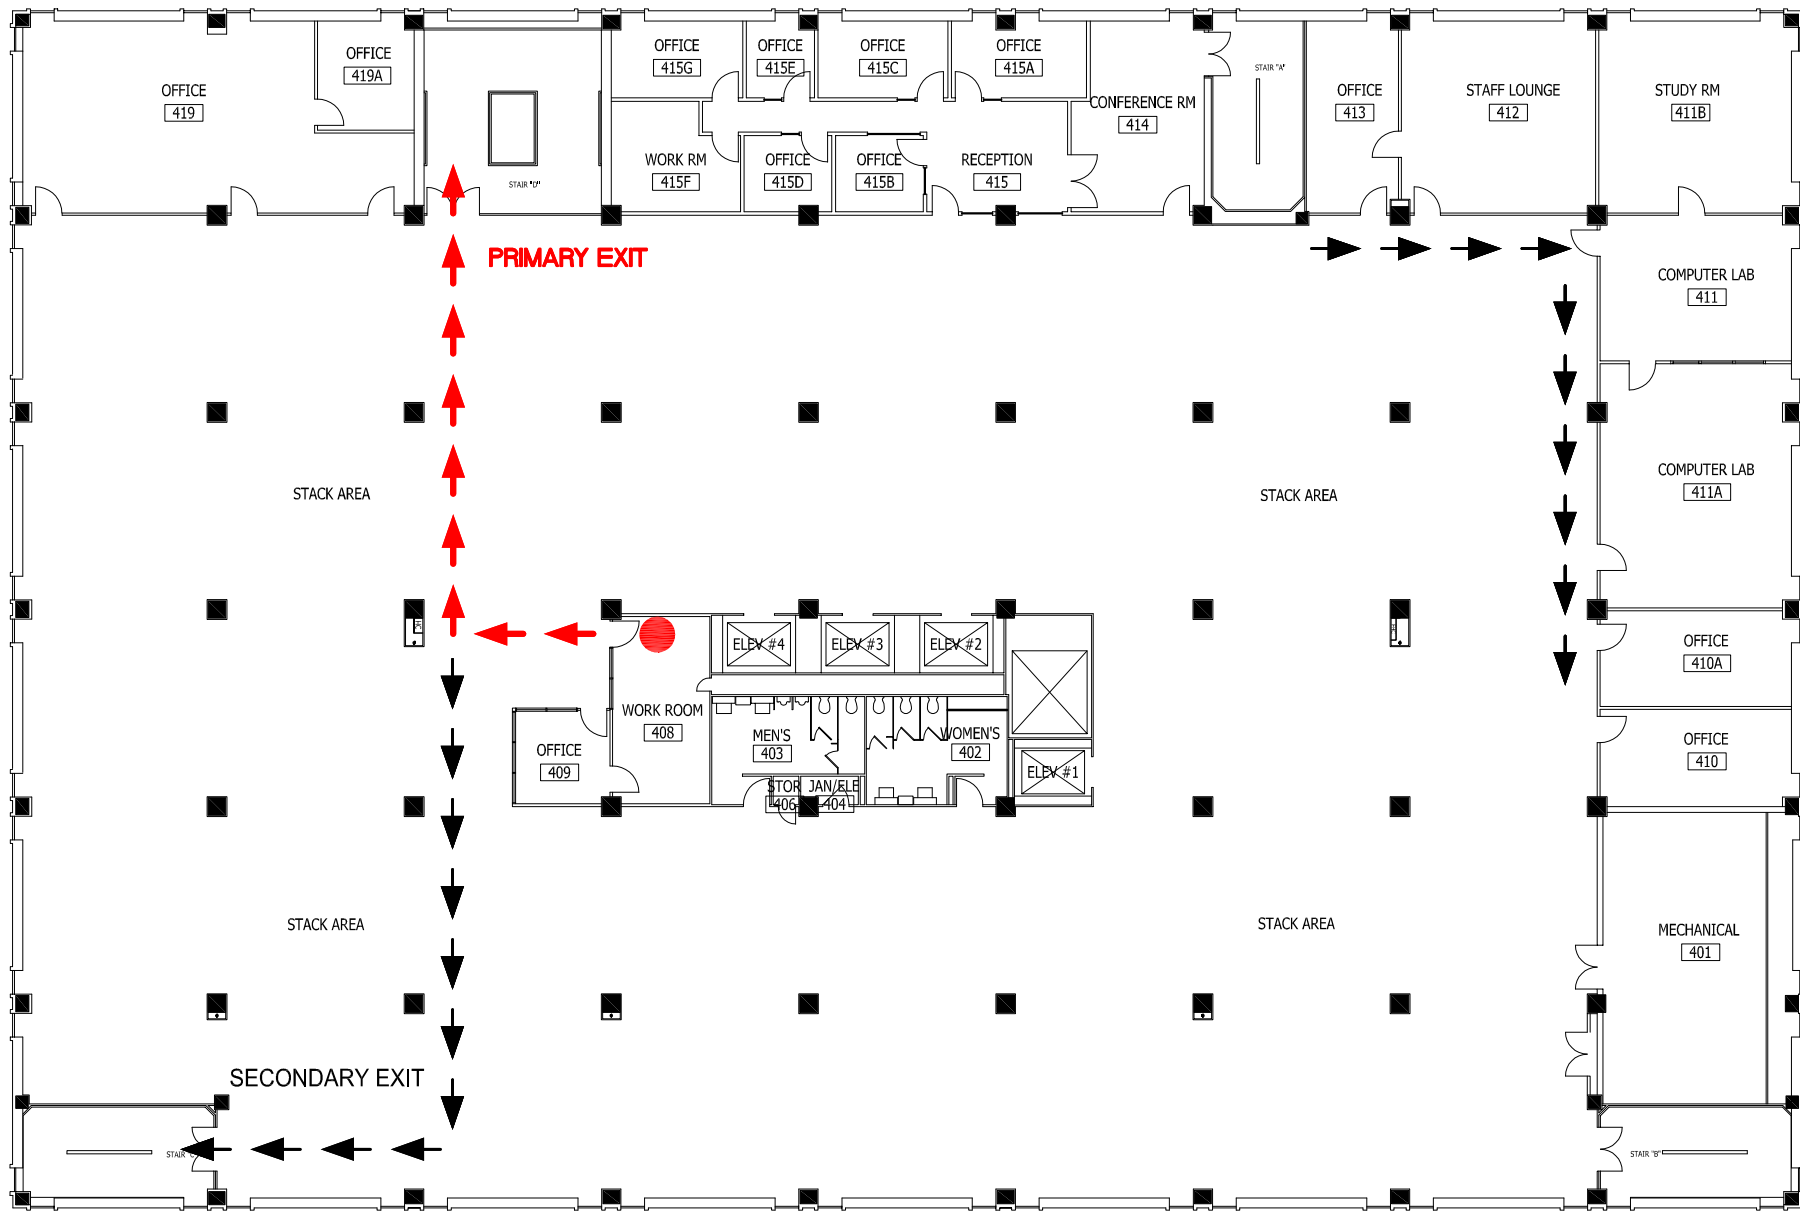 OFFICE
419
OFFICE
419A
STAIR "D"
OFFICE
415G
OFFICE
415E
OFFICE
415C
OFFICE
415A
WORK RM
415F
OFFICE
415D
OFFICE
415B
RECEPTION
415
CONFERENCE RM
414
STAIR "A"
OFFICE
413
STAFF LOUNGE
412
STUDY RM
411B
PRIMARY EXIT
COMPUTER LAB
411
COMPUTER LAB
411A
STACK AREA
STACK AREA
ELEV #4
ELEV #3
ELEV #2
OFFICE
410A
WORK ROOM
408
OFFICE
409
MEN'S
403
WOMEN'S
402
ELEV #1
STOR
406
JAN/ELE
404
OFFICE
410
STACK AREA
STACK AREA
MECHANICAL
401
SECONDARY EXIT
STAIR "C
STAIR "B"